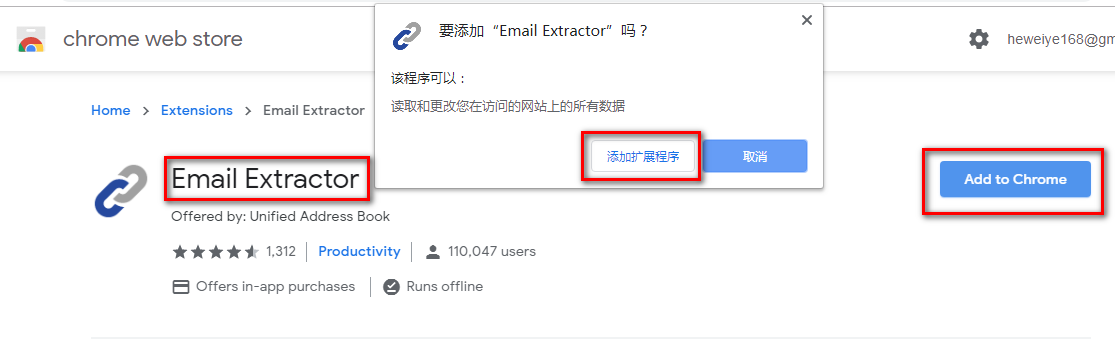 chrome web store
heweiye168@gm
要添加“Email Extractor”吗？
该程序可以：
读取和更改您在访问的网站上的所有数据
添加扩展程序
取消
Home
Extensions
Email Extractor
Email Extractor
Add to Chrome
Offered by: Unified Address Book
1,312
Productivity
110,047 users
Offers in-app purchases
Runs offline